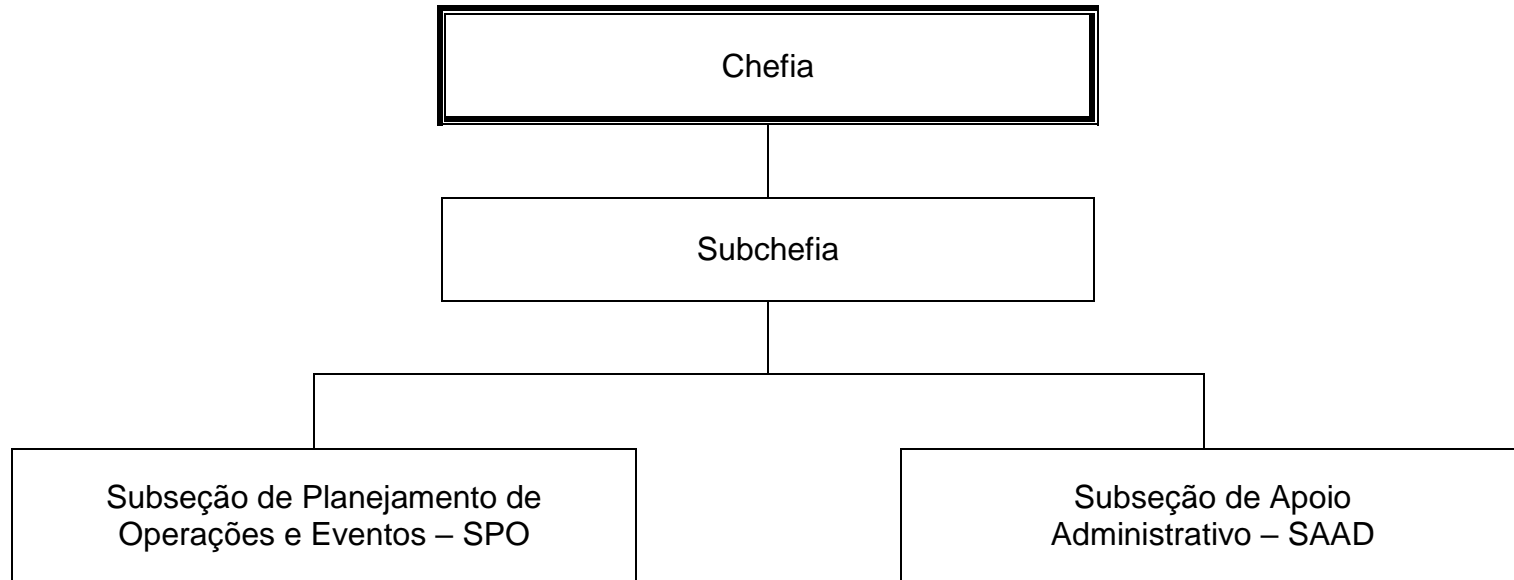 Chefia
Subchefia
Subseção de Planejamento de
Operações e Eventos – SPO
Subseção de Apoio
Administrativo – SAAD